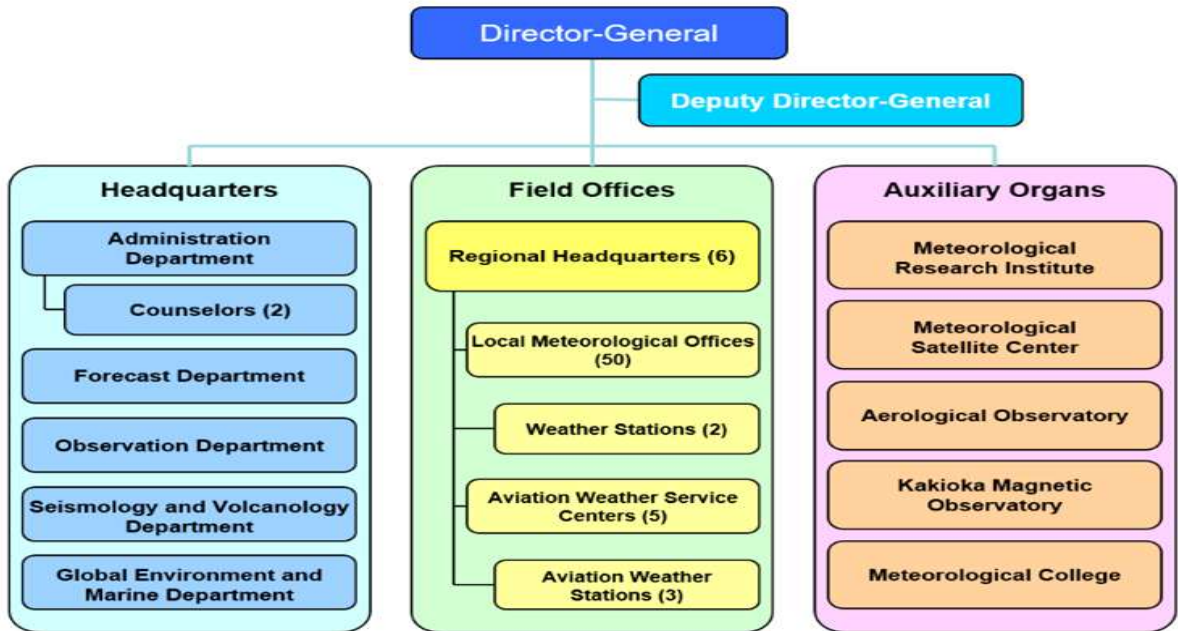 Director-General
Deputy Director-General
Headquarters
Administration
Department
Counselors (2)
Forecast Department
Observation Department
Seismology and Volcanology
Department
Global Environment and
Marine Department
Field Offices
Regional Headquarters (6)
Local Meteorological Offices
(50)
Weather Stations (2)
Aviation Weather Service
Centers (5)
Aviation Weather
Stations (3)
Auxiliary Organs
Meteorological
Research Institute
Meteorological
Satellite Center
Aerological Observatory
Kakioka Magnetic
Observatory
Meteorological College